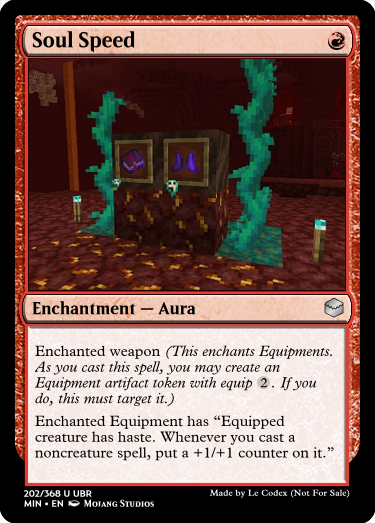 Soul Speed
Enchantment — Aura
Enchanted weapon (This enchants Equipments.
As you cast this spell, you may create an
Equipment artifact token with equip 2. If you
do, this must target it.)
Enchanted Equipment has “Equipped
creature has haste. Whenever you cast a
noncreature spell, put a +1/+1 counter on it.”
202/368 U UBR
MIN • EN Mojang Studios
Made by Le Codex (Not For Sale)